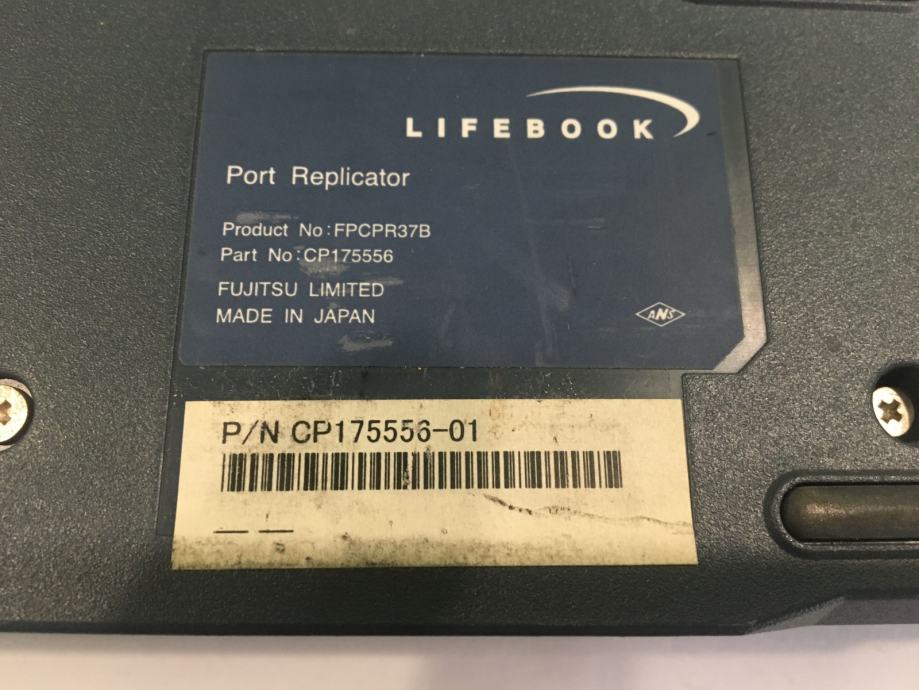 LIFEBOOK
Port Replicator
Product No:FPCPR37B
Part No:CP175556
FUJITSU LIMITED
MADE IN JAPAN
ANS
P/N CP175556-01